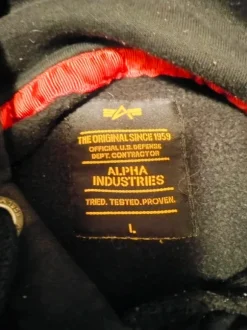 THE ORIGINAL SINCE 1959
OFFICIAL U.S. DEFENSE
DEPT. CONTRACTOR
ALPHA
INDUSTRIES
TRIED. TESTED. PROVEN.
L